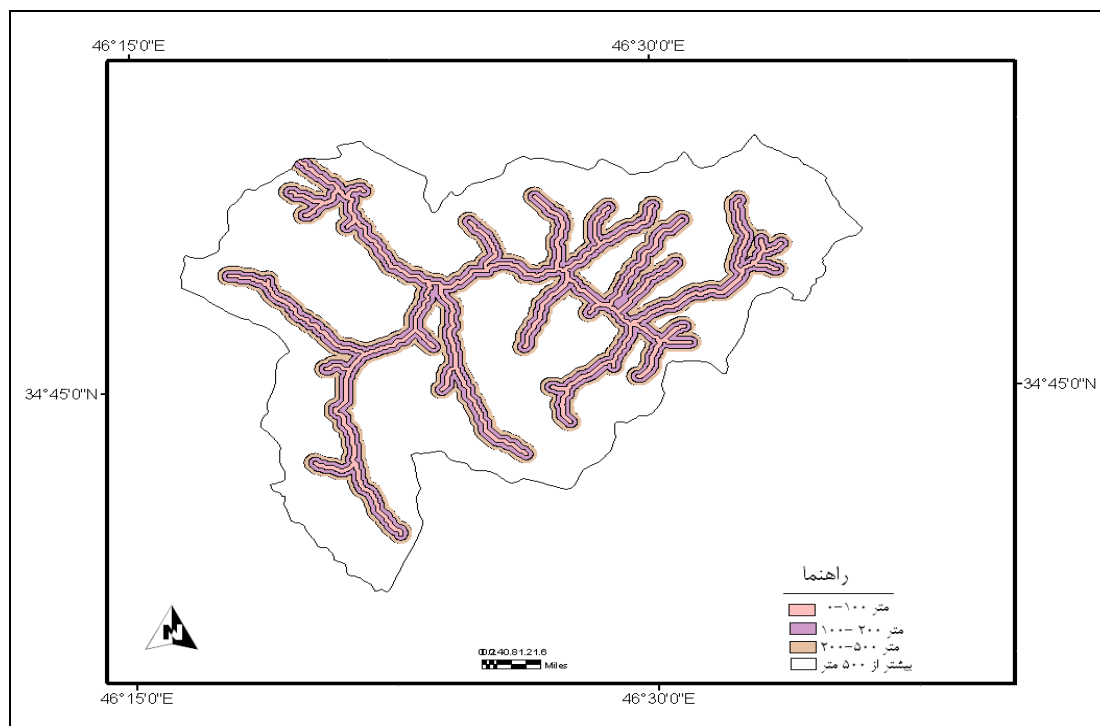 46°15'0"E 46°30'0"E
34°45'0"N 34°45'0"N
راهنما
۰-۱۰۰ متر
۱۰۰- ۲۰۰ متر
۲۰۰-۵۰۰ متر
بیشتر از ۵۰۰ متر
N
Miles
46°15'0"E 46°30'0"E